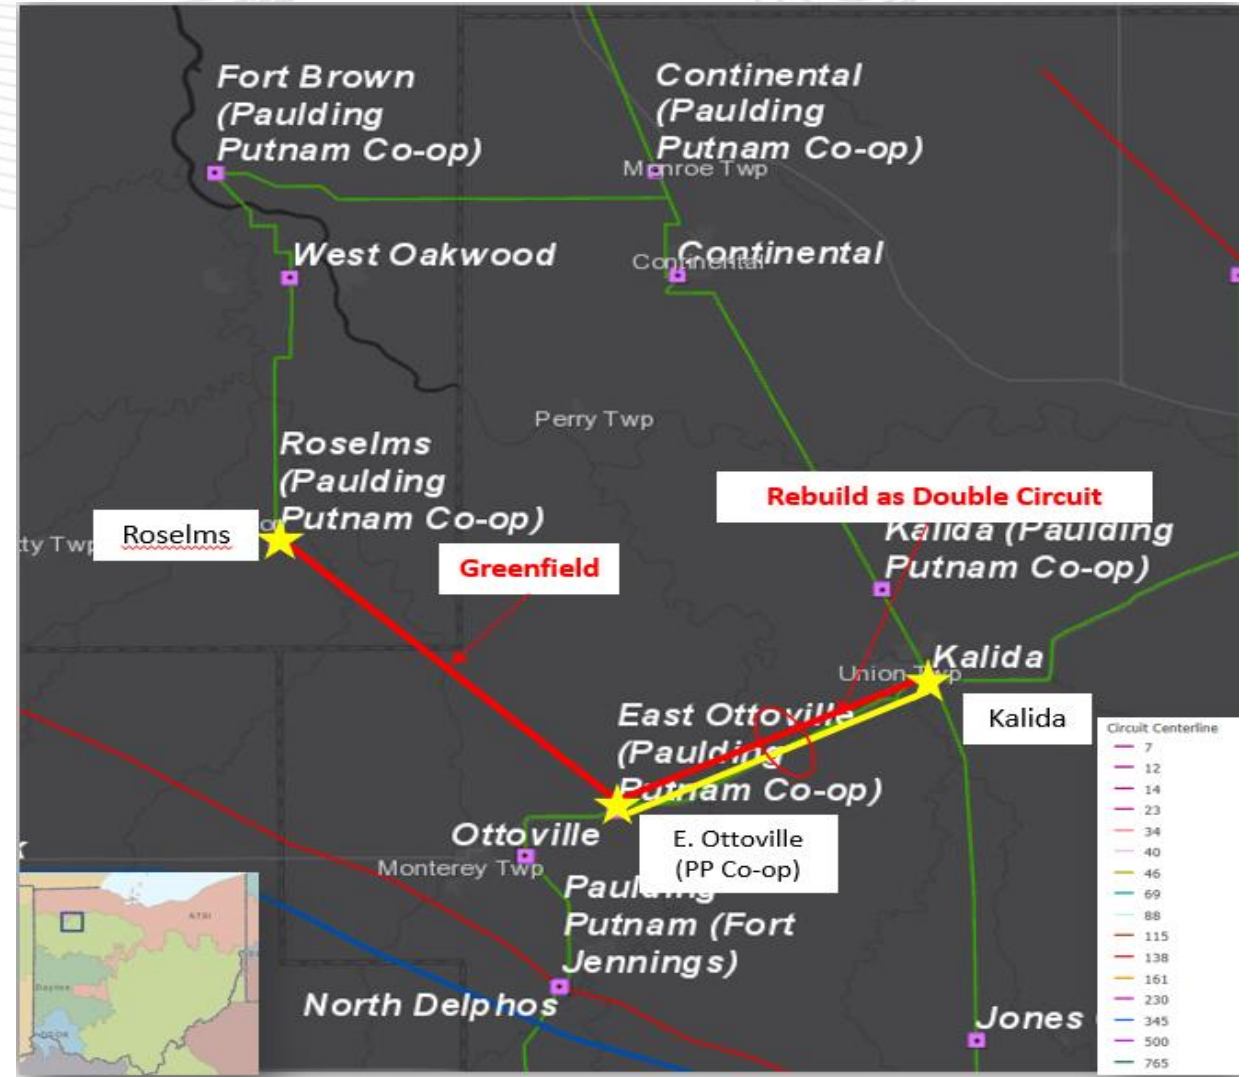 Fort Brown
(Paulding
Putnam Co-op)
Continental
(Paulding
Putnam Co-op)
Monroe Twp
West Oakwood
Continental
Continental
Perry Twp
Roselms
(Paulding
Putnam Co-op)
Roselms
Rebuild as Double Circuit
Kalida (Paulding
Putnam Co-op)
Greenfield
Kalida
Union Twp
Kalida
East Ottoville
(Paulding
Putnam Co-op)
Ottoville
E. Ottoville
(PP Co-op)
Monterey Twp
Paulding
Putnam (Fort
Jennings)
North Delphos
Jones
Circuit Centerline
7
12
14
23
34
40
46
69
88
115
138
161
230
345
500
765
ATSI
Dayton